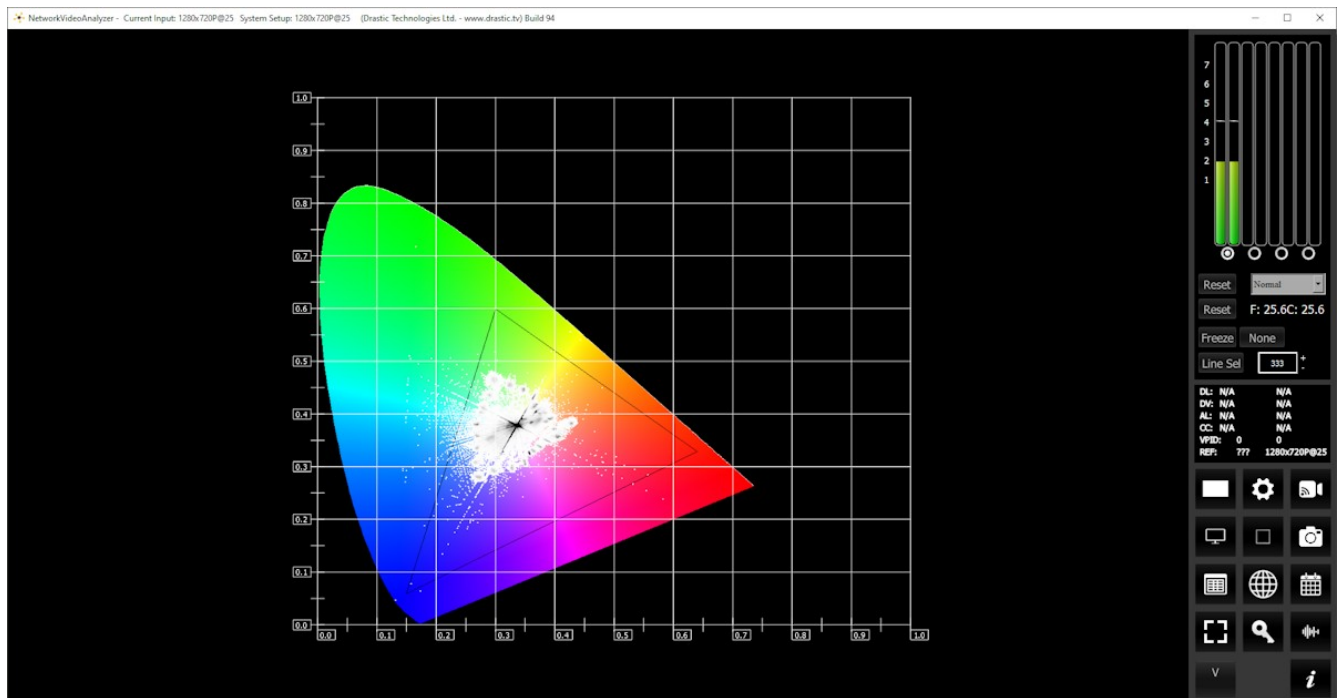 NetworkVideoAnalyzer - Current Input: 1280x720P@25 System Setup: 1280x720P@25 (Drastic Technologies Ltd. - www.drastic.tv) Build 94
1.0
0.9
0.8
0.7
0.6
0.5
0.4
0.3
0.2
0.1
0.0
0.0 0.1 0.2 0.3 0.4 0.5 0.6 0.7 0.8 0.9 1.0
7
6
5
4
3
2
1
Reset Normal
Reset F: 25.6C: 25.6
Freeze None
Line Sel 333 + -
DL: N/A N/A
DV: N/A N/A
AL: N/A N/A
CC: N/A N/A
VPID: 0 0
REF: ??? 1280x720P@25
V i